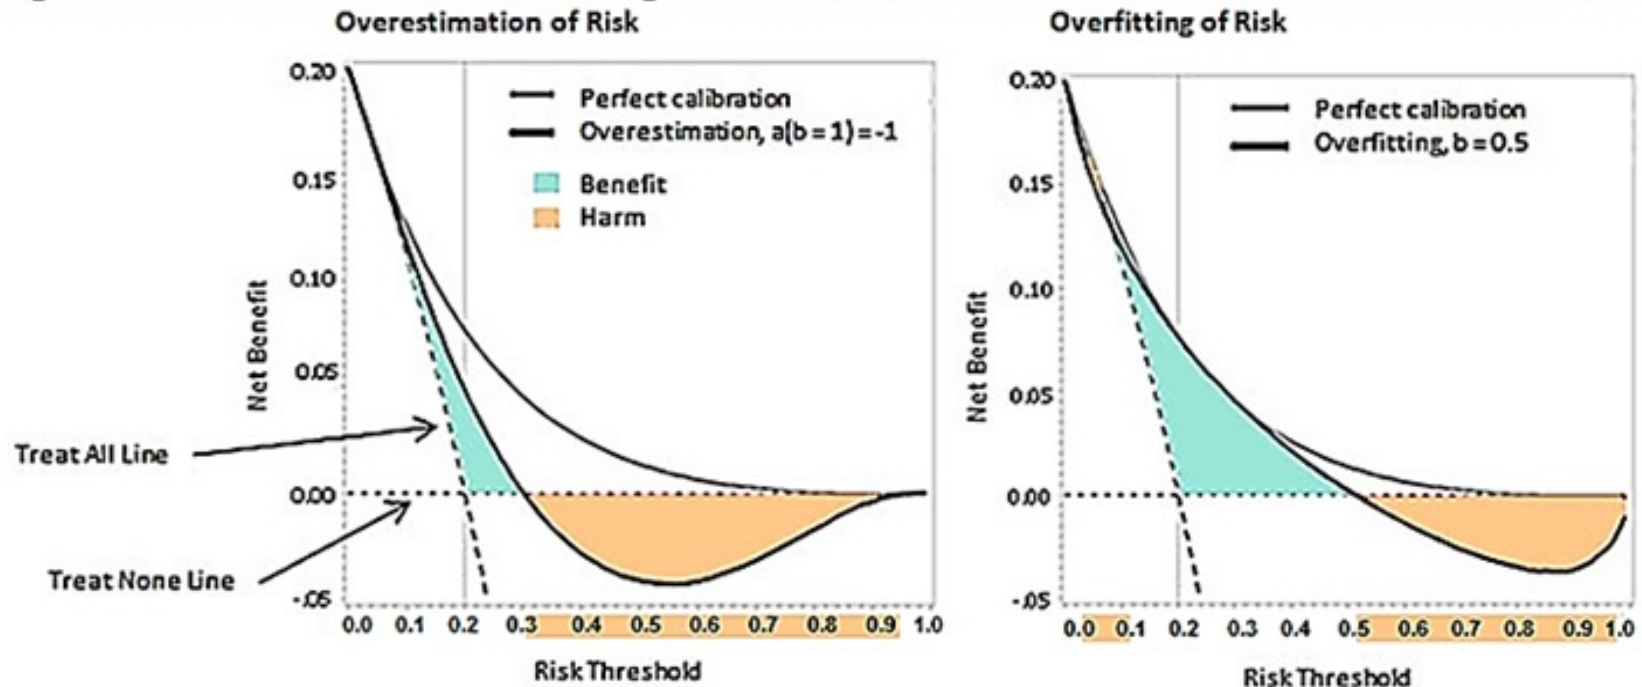 Overestimation of Risk
0.20
0.15
0.10
0.05
0.00
-.05
Net Benefit
Perfect calibration
Overestimation, a(b = 1) = -1
Benefit
Harm
Treat All Line
Treat None Line
0.0 0.1 0.2 0.3 0.4 0.5 0.6 0.7 0.8 0.9 1.0
Risk Threshold
Overfitting of Risk
0.20
0.15
0.10
0.05
0.00
-.05
Net Benefit
Perfect calibration
Overfitting, b = 0.5
0.0 0.1 0.2 0.3 0.4 0.5 0.6 0.7 0.8 0.9 1.0
Risk Threshold